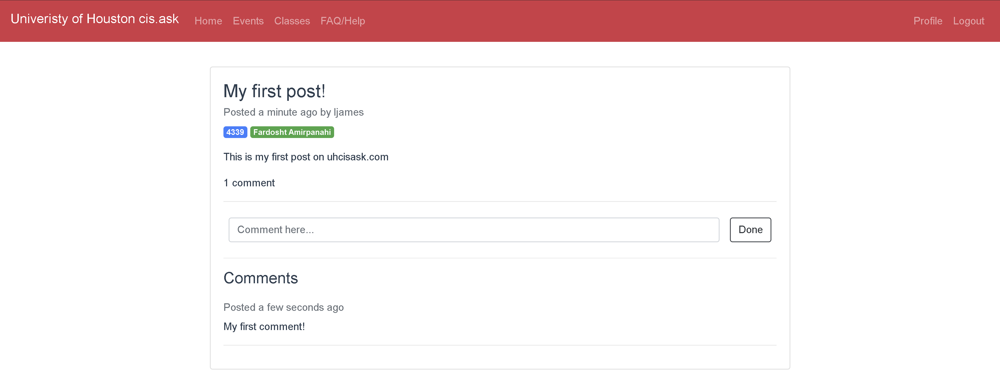 Univeristy of Houston cis.ask Home Events Classes FAQ/Help Profile Logout
My first post!
Posted a minute ago by ljames
4339 Fardosht Amirpanahi
This is my first post on uhcisask.com
1 comment
Comment here... Done
Comments
Posted a few seconds ago
My first comment!